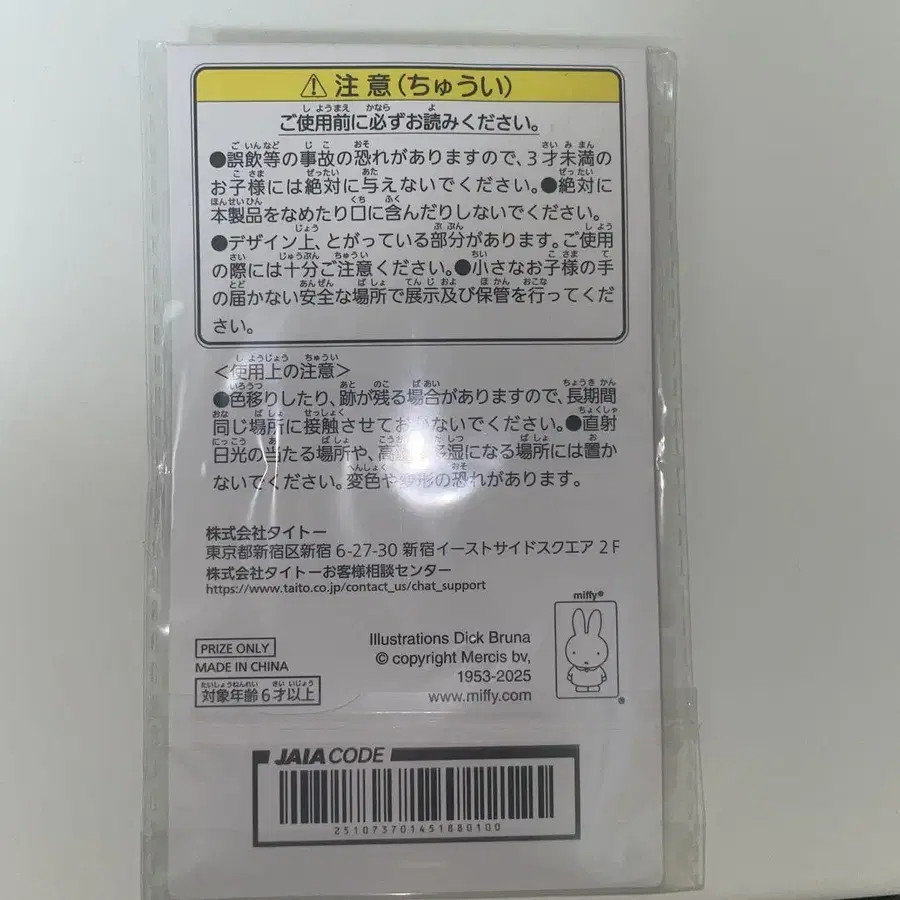 ⚠ 注意(ちゅうい)
ご使用前に必ずお読みください。
●誤飲等の事故の恐れがありますので、3才未満の
お子様には絶対に与えないでください。●絶対に
本製品をなめたり口に含んだりしないでください。
●デザイン上、とがっている部分があります。ご使用
の際には十分ご注意ください。●小さなお子様の手
の届かない安全な場所で展示及び保管を行ってくだ
さい。
<使用上の注意>
●色移りしたり、跡が残る場合がありますので、長期間
同じ場所に接触させておかないでください。●直射
日光の当たる場所や、高温多湿になる場所には置か
ないでください。変色や変形の恐れがあります。
株式会社タイトー
東京都新宿区新宿 6-27-30 新宿イーストサイドスクエア 2F
株式会社タイトーお客様相談センター
https://www.taito.co.jp/contact_us/chat_support
PRIZE ONLY
MADE IN CHINA
対象年齢6才以上
Illustrations Dick Bruna
© copyright Mercis bv,
1953-2025
www.miffy.com
miffy®
®
JAIA CODE
251073701451880100